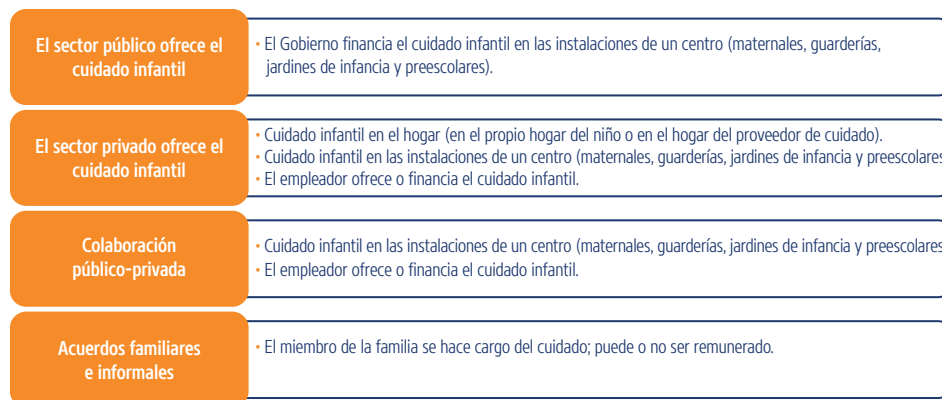 El sector público ofrece el
cuidado infantil
• El Gobierno financia el cuidado infantil en las instalaciones de un centro (maternales, guarderías,
jardines de infancia y preescolares).
El sector privado ofrece el
cuidado infantil
• Cuidado infantil en el hogar (en el propio hogar del niño o en el hogar del proveedor de cuidado).
• Cuidado infantil en las instalaciones de un centro (maternales, guarderías, jardines de infancia y preescolares
• El empleador ofrece o financia el cuidado infantil.
Colaboración
público-privada
• Cuidado infantil en las instalaciones de un centro (maternales, guarderías, jardines de infancia y preescolares
• El empleador ofrece o financia el cuidado infantil.
Acuerdos familiares
e informales
• El miembro de la familia se hace cargo del cuidado; puede o no ser remunerado.